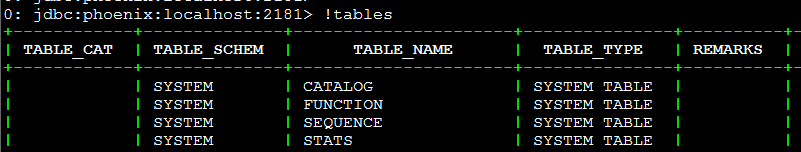 0: jdbc:phoenix:localhost:2181> !tables
TABLE_CAT | TABLE_SCHEM | TABLE_NAME | TABLE_TYPE | REMARKS |
| | SYSTEM | CATALOG | SYSTEM TABLE | |
| | SYSTEM | FUNCTION | SYSTEM TABLE | |
| | SYSTEM | SEQUENCE | SYSTEM TABLE | |
| | SYSTEM | STATS | SYSTEM TABLE | |